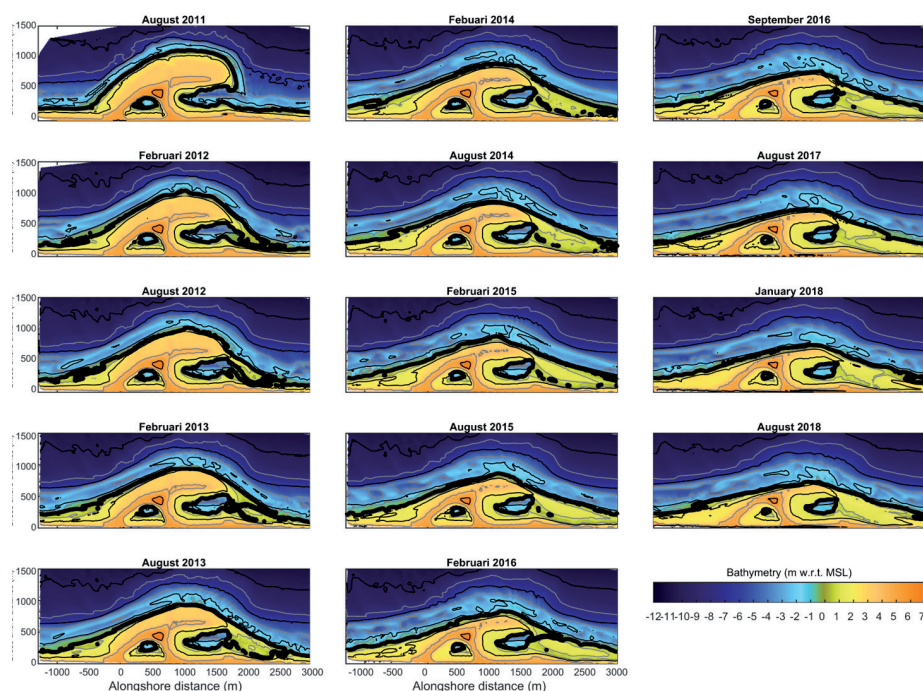 August 2011
Febuari 2014
September 2016
1500
1000
500
0
Februari 2012
August 2014
August 2017
1500
1000
500
0
August 2012
Februari 2015
January 2018
1500
1000
500
0
Februari 2013
August 2015
August 2018
1500
1000
500
0
August 2013
Februari 2016
1500
1000
500
0
-1000 -500 0 500 1000 1500 2000 2500 3000
Alongshore distance (m)
-1000 -500 0 500 1000 1500 2000 2500 3000
Alongshore distance (m)
Bathymetry (m w.r.t. MSL)
-12 -11 -10 -9 -8 -7 -6 -5 -4 -3 -2 -1 0 1 2 3 4 5 6 7